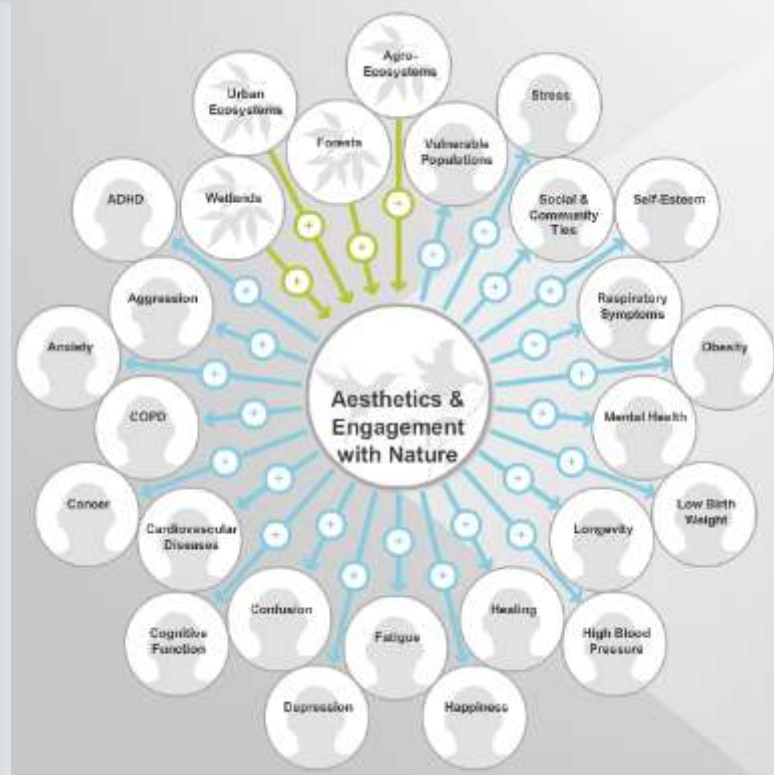 Agro-
Ecosystems
Urban
Ecosystems
Stress
Forests
Vulnerable
Populations
ADHD
Wetlands
Social &
Community
Ties
Self-Esteem
Aggression
Respiratory
Symptoms
Anxiety
Obesity
Aesthetics &
Engagement
with Nature
COPD
Mental Health
Cancer
Cardiovascular
Diseases
Longevity
Low Birth
Weight
Cognitive
Function
Confusion
Fatigue
Healing
High Blood
Pressure
Depression
Happiness